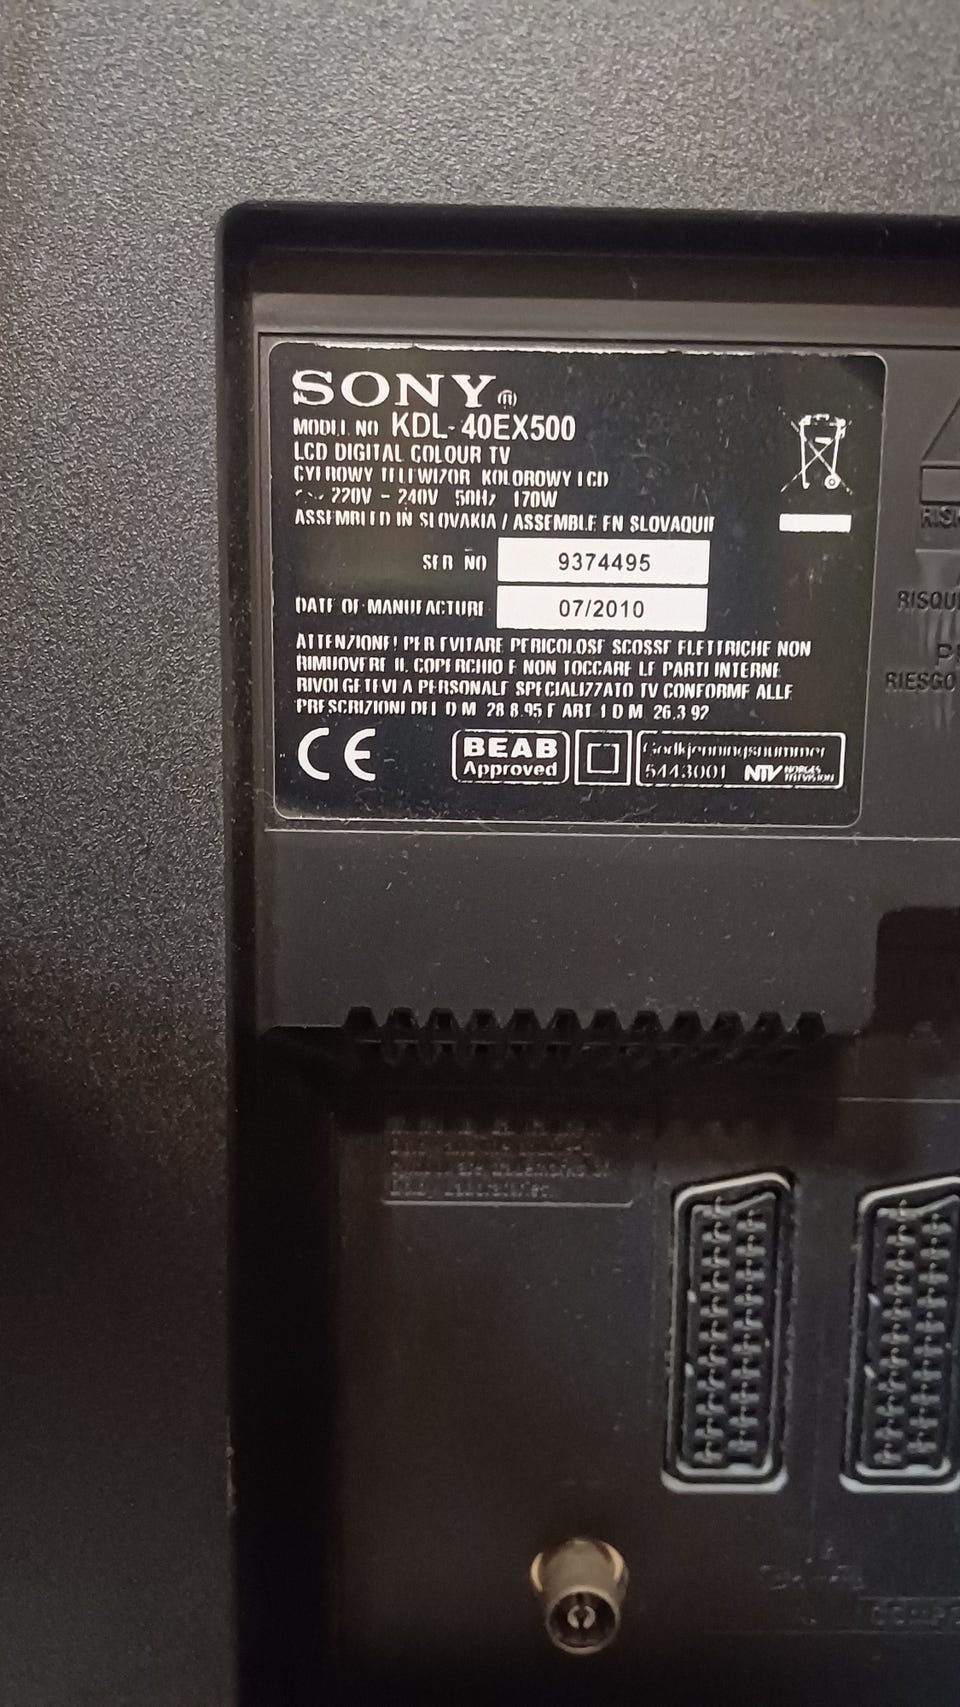 SONY®
MODEL NO KDL-40EX500
LCD DIGITAL COLOUR TV
CYFROWY TELEWIZOR KOLOROWY LCD
~ 220V - 240V 50Hz 170W
ASSEMBLED IN SLOVAKIA / ASSEMBLE EN SLOVAQUIE
SER NO 9374495
DATE OF MANUFACTURE 07/2010
ATTENZIONE! PER EVITARE PERICOLOSE SCOSSE ELETTRICHE NON
RIMUOVERE IL COPERCHIO E NON TOCCARE LE PARTI INTERNE
RIVOLGETEVI A PERSONALE SPECIALIZZATO TV CONFORME ALLE
PRESCRIZIONI DEL D M 28.8.95 E ART 1 D M 26.3 92
CE
BEAB
Approved
Godkjenningsnummer
5443001 NTV NORGES
TELEVISION
RISQU
RIESGO